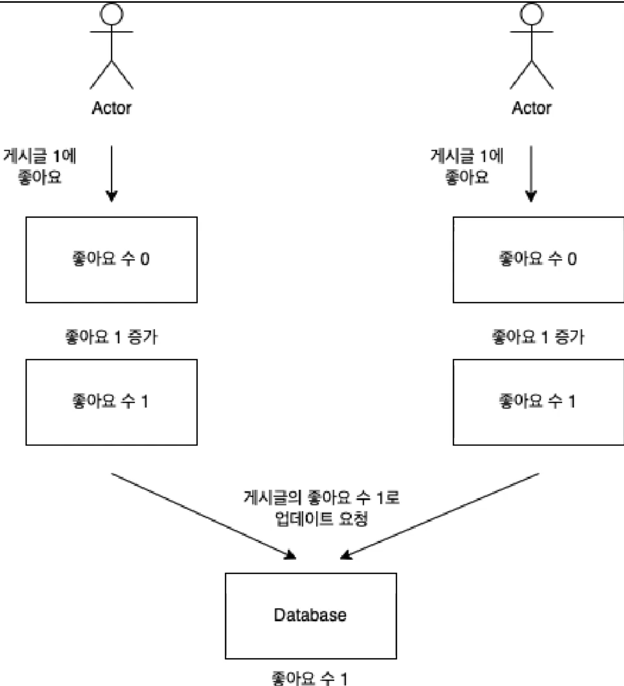 Actor
Actor
게시글 1에
좋아요
게시글 1에
좋아요
좋아요 수 0
좋아요 수 0
좋아요 1 증가
좋아요 1 증가
좋아요 수 1
좋아요 수 1
게시글의 좋아요 수 1로
업데이트 요청
Database
좋아요 수 1